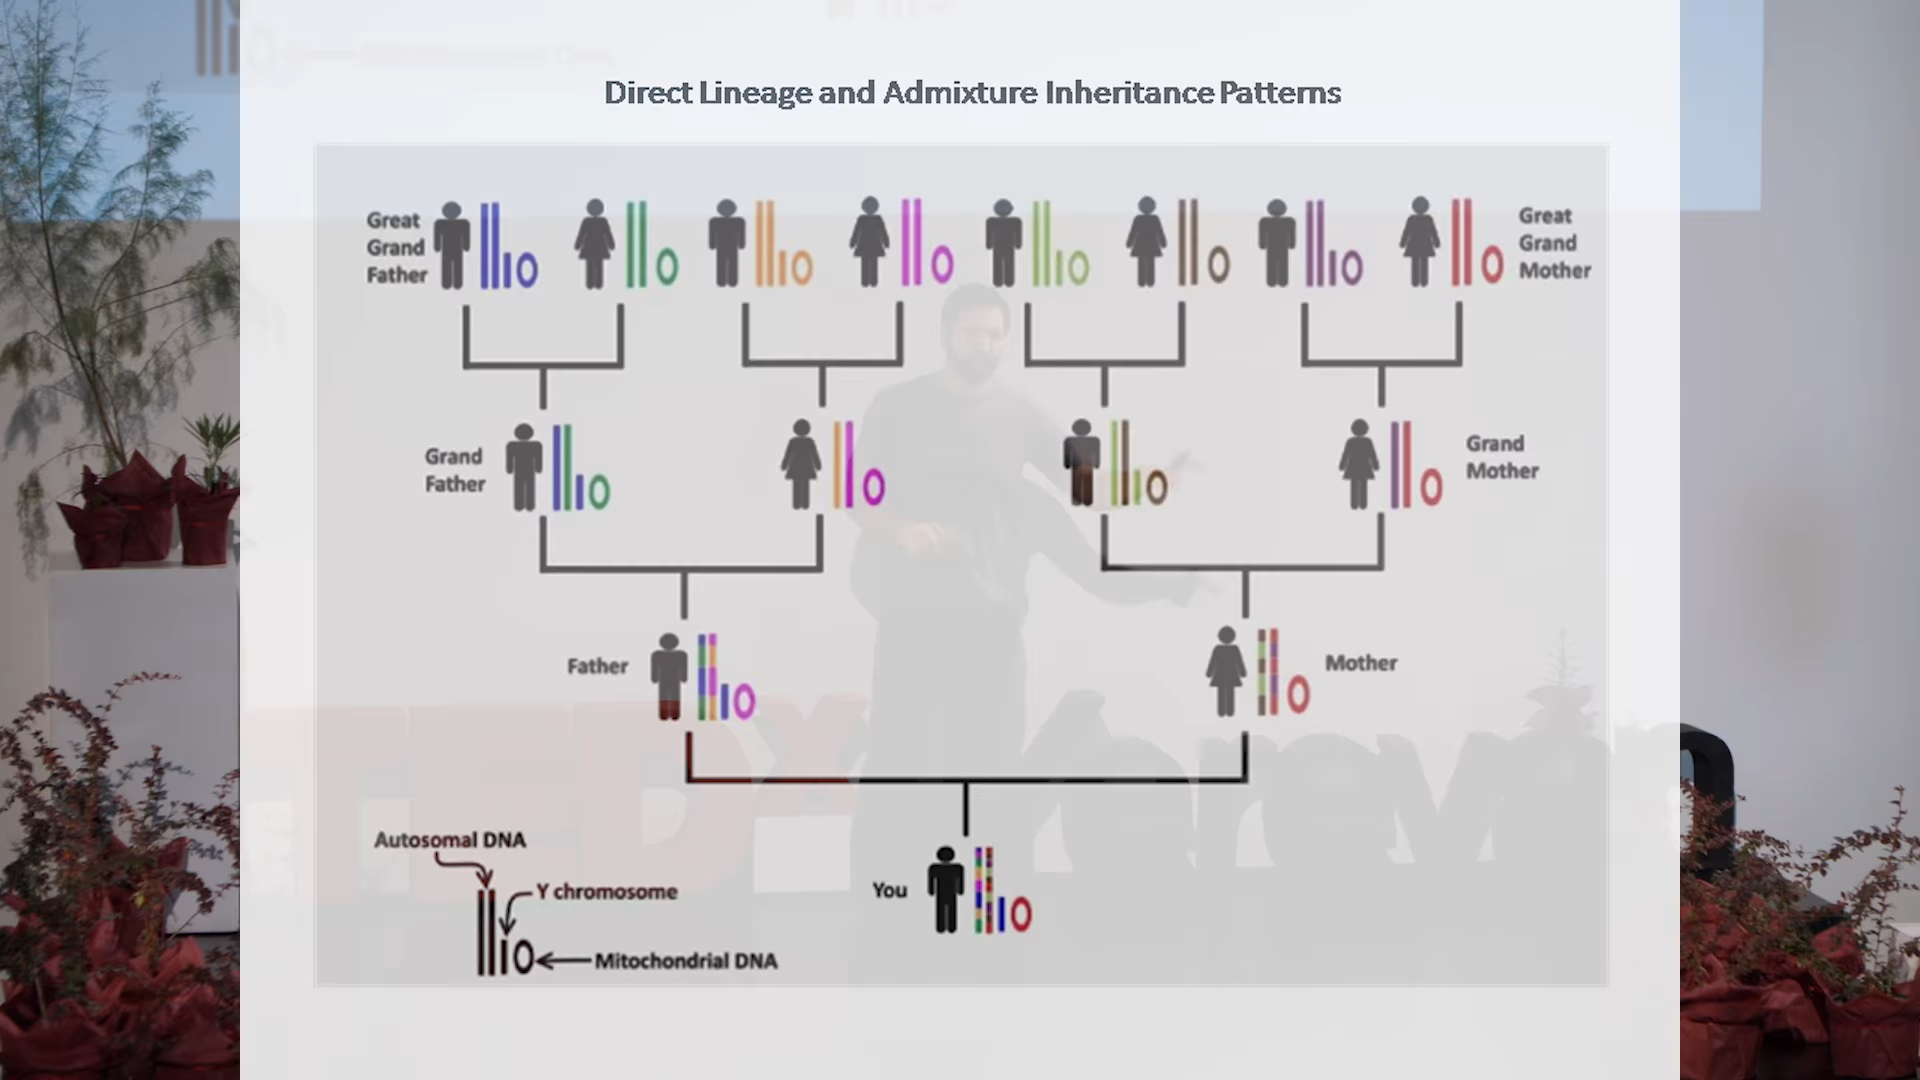 Direct Lineage and Admixture Inheritance Patterns
Great
Grand
Father
Great
Grand
Mother
Grand
Father
Grand
Mother
Father
Mother
You
Autosomal DNA
Y chromosome
Mitochondrial DNA
TEDx